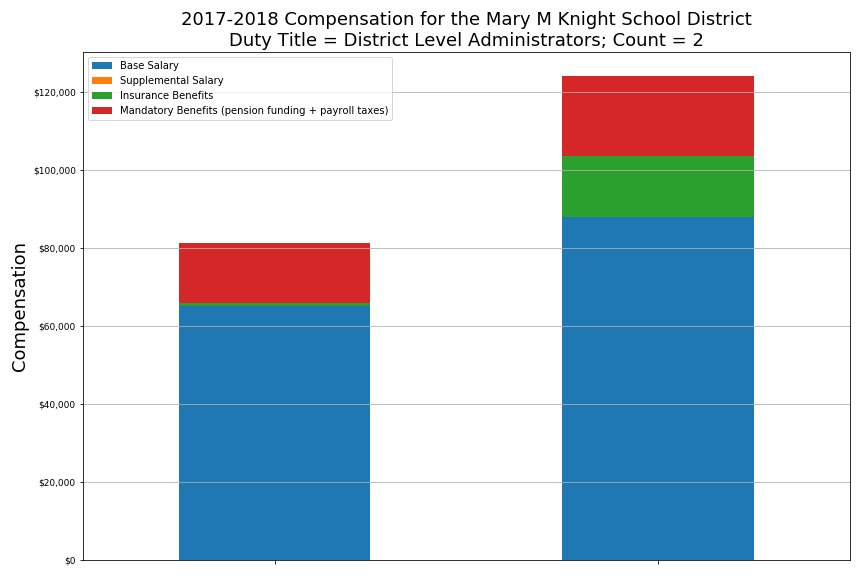 2017-2018 Compensation for the Mary M Knight School District
Duty Title = District Level Administrators; Count = 2
Base Salary
Supplemental Salary
Insurance Benefits
Mandatory Benefits (pension funding + payroll taxes)
$120,000
$100,000
$80,000
$60,000
$40,000
$20,000
$0
Compensation